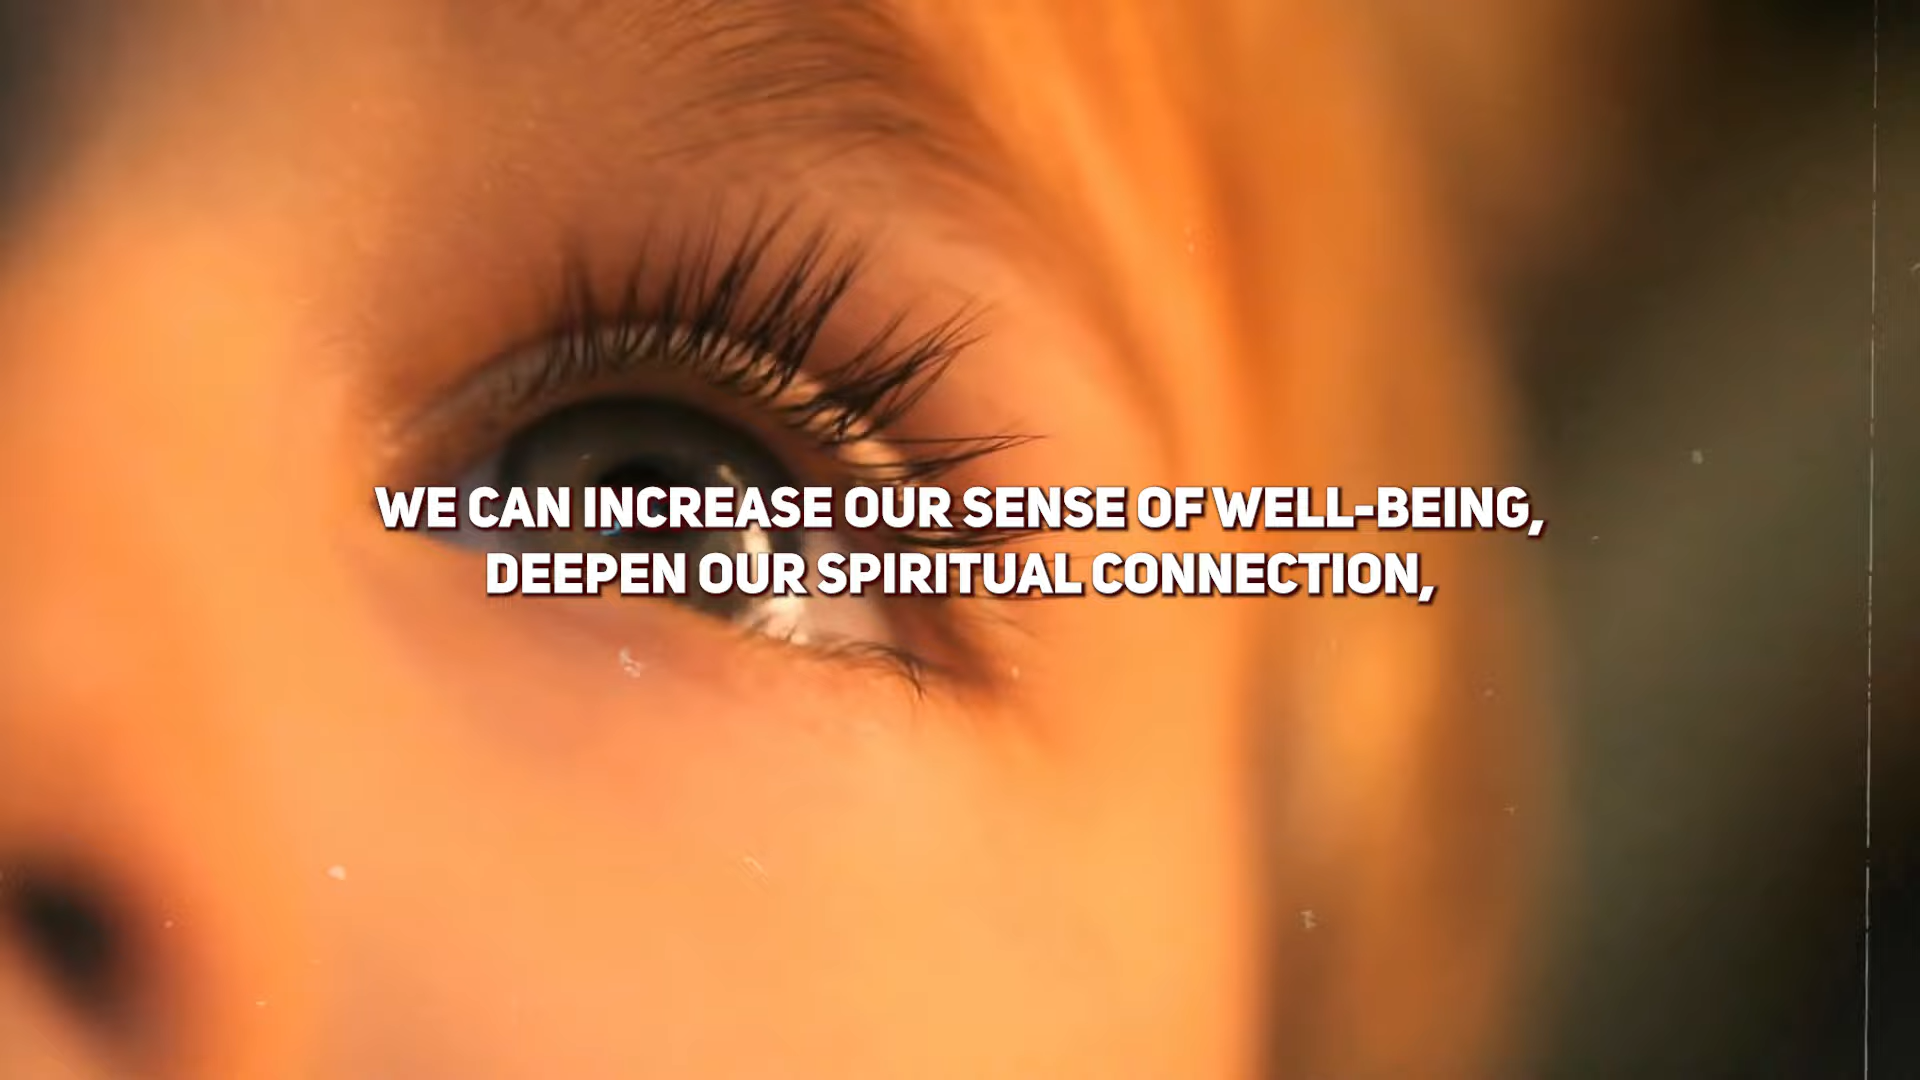 WE CAN INCREASE OUR SENSE OF WELL-BEING,
DEEPEN OUR SPIRITUAL CONNECTION,